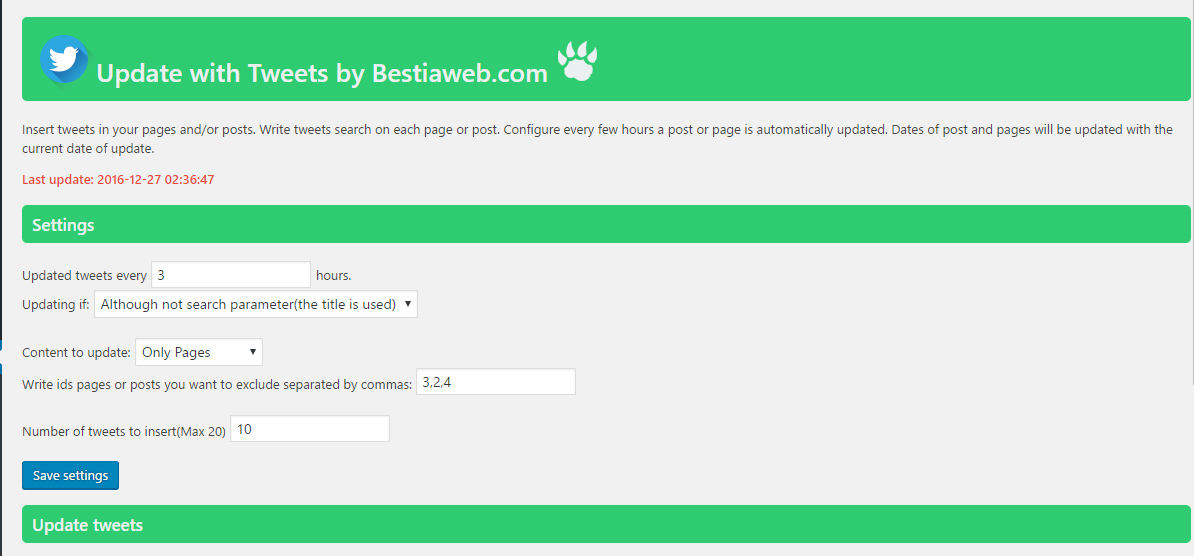 Update with Tweets by Bestiaweb.com
Insert tweets in your pages and/or posts. Write tweets search on each page or post. Configure every few hours a post or page is automatically updated. Dates of post and pages will be updated with the
current date of update.
Last update: 2016-12-27 02:36:47
Settings
Updated tweets every 3 hours.
Updating if: Although not search parameter(the title is used)
Content to update: Only Pages
Write ids pages or posts you want to exclude separated by commas: 3,2,4
Number of tweets to insert(Max 20) 10
Save settings
Update tweets